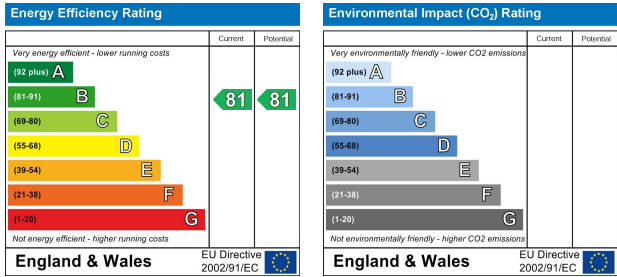 Energy Efficiency Rating
Current Potential
Very energy efficient - lower running costs
(92 plus) A
(81-91) B
81 81
(69-80) C
(55-68) D
(39-54) E
(21-38) F
(1-20) G
Not energy efficient - higher running costs
England & Wales
EU Directive
2002/91/EC
Environmental Impact (CO₂) Rating
Current Potential
Very environmentally friendly - lower CO2 emissions
(92 plus) A
(81-91) B
(69-80) C
(55-68) D
(39-54) E
(21-38) F
(1-20) G
Not environmentally friendly - higher CO2 emissions
England & Wales
EU Directive
2002/91/EC